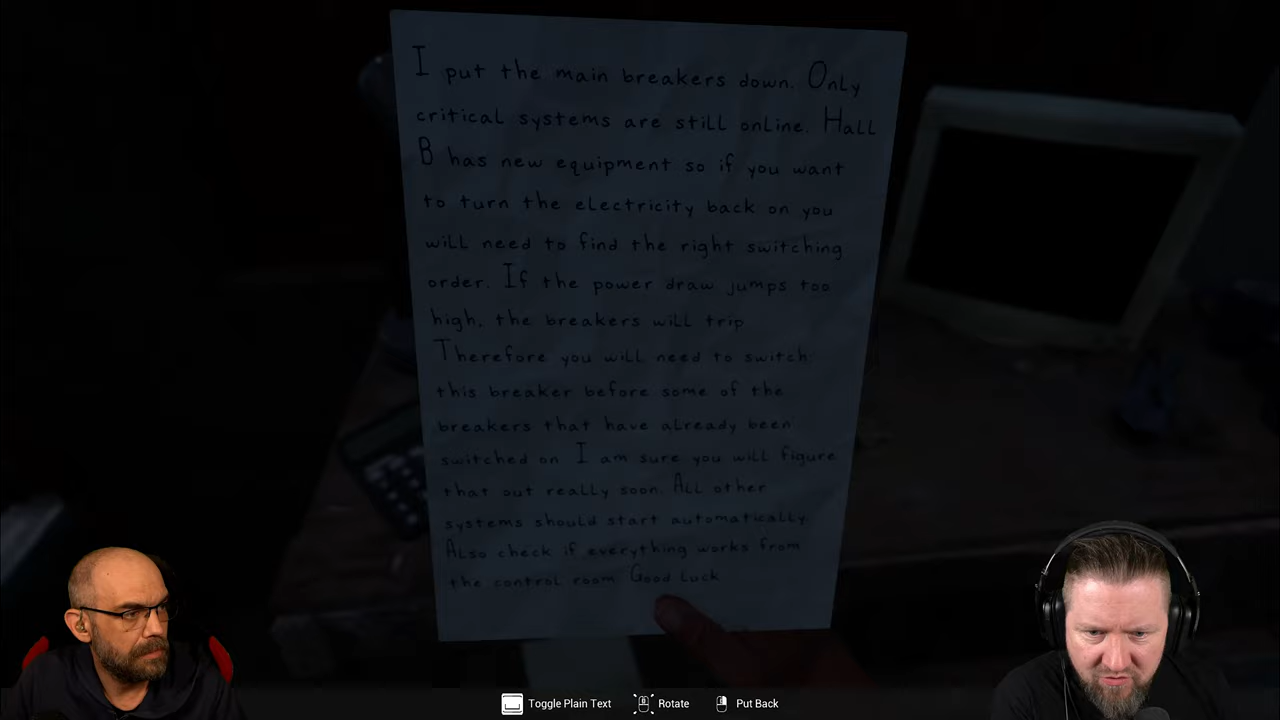 I put the main breakers down. Only
critical systems are still online. Hall
B has new equipment so if you want
to turn the electricity back on you
will need to find the right switching
order. If the power draw jumps too
high, the breakers will trip
Therefore you will need to switch
this breaker before some of the
breakers that have already been
switched on I am sure you will figure
that out really soon. All other
systems should start automatically.
Also check if everything works from
the control room. Good luck
Toggle Plain Text
Rotate
Put Back